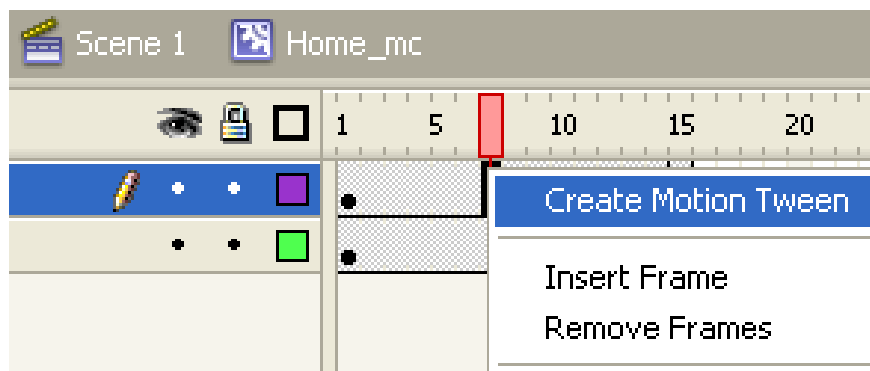 Scene 1 Home_mc
1 5 10 15 20
Create Motion Tween
Insert Frame
Remove Frames